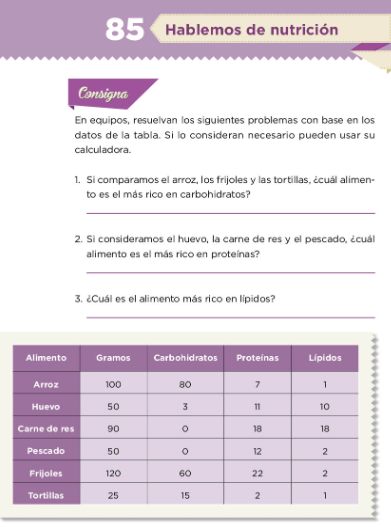 85 Hablemos de nutrición
Consigna
En equipos, resuelvan los siguientes problemas con base en los
datos de la tabla. Si lo consideran necesario pueden usar su
calculadora.
1. Si comparamos el arroz, los frijoles y las tortillas, ¿cuál alimen-
to es el más rico en carbohidratos?
2. Si consideramos el huevo, la carne de res y el pescado, ¿cuál
alimento es el más rico en proteínas?
3. ¿Cuál es el alimento más rico en lípidos?
Alimento Gramos Carbohidratos Proteínas Lípidos
Arroz 100 80 7 1
Huevo 50 3 11 10
Carne de res 90 0 18 18
Pescado 50 0 12 2
Frijoles 120 60 22 2
Tortillas 25 15 2 1